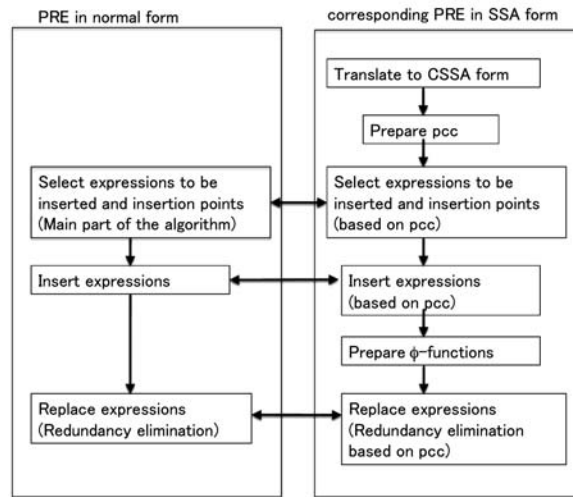 PRE in normal form
corresponding PRE in SSA form
Translate to CSSA form
Prepare pcc
Select expressions to be
inserted and insertion points
(Main part of the algorithm)
Select expressions to be
inserted and insertion points
(based on pcc)
Insert expressions
Insert expressions
(based on pcc)
Prepare ϕ-functions
Replace expressions
(Redundancy elimination)
Replace expressions
(Redundancy elimination
based on pcc)